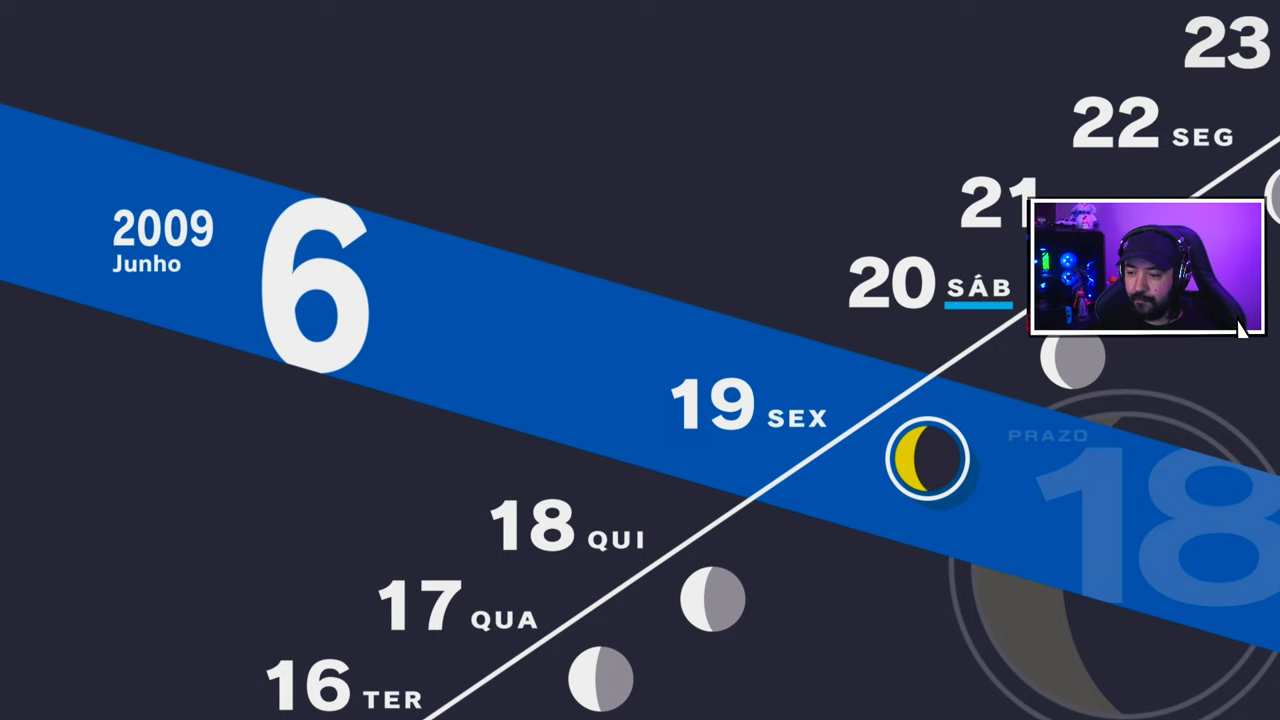 23
22 SEG
21
20 SÁB
2009
Junho
6
19 SEX
PRAZO
18
18 QUI
17 QUA
16 TER